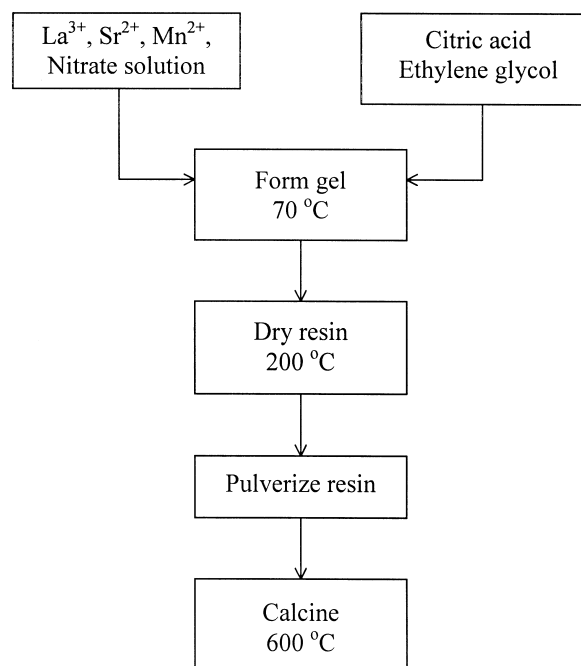 La³⁺, Sr²⁺, Mn²⁺,
Nitrate solution
Citric acid
Ethylene glycol
Form gel
70 °C
Dry resin
200 °C
Pulverize resin
Calcine
600 °C